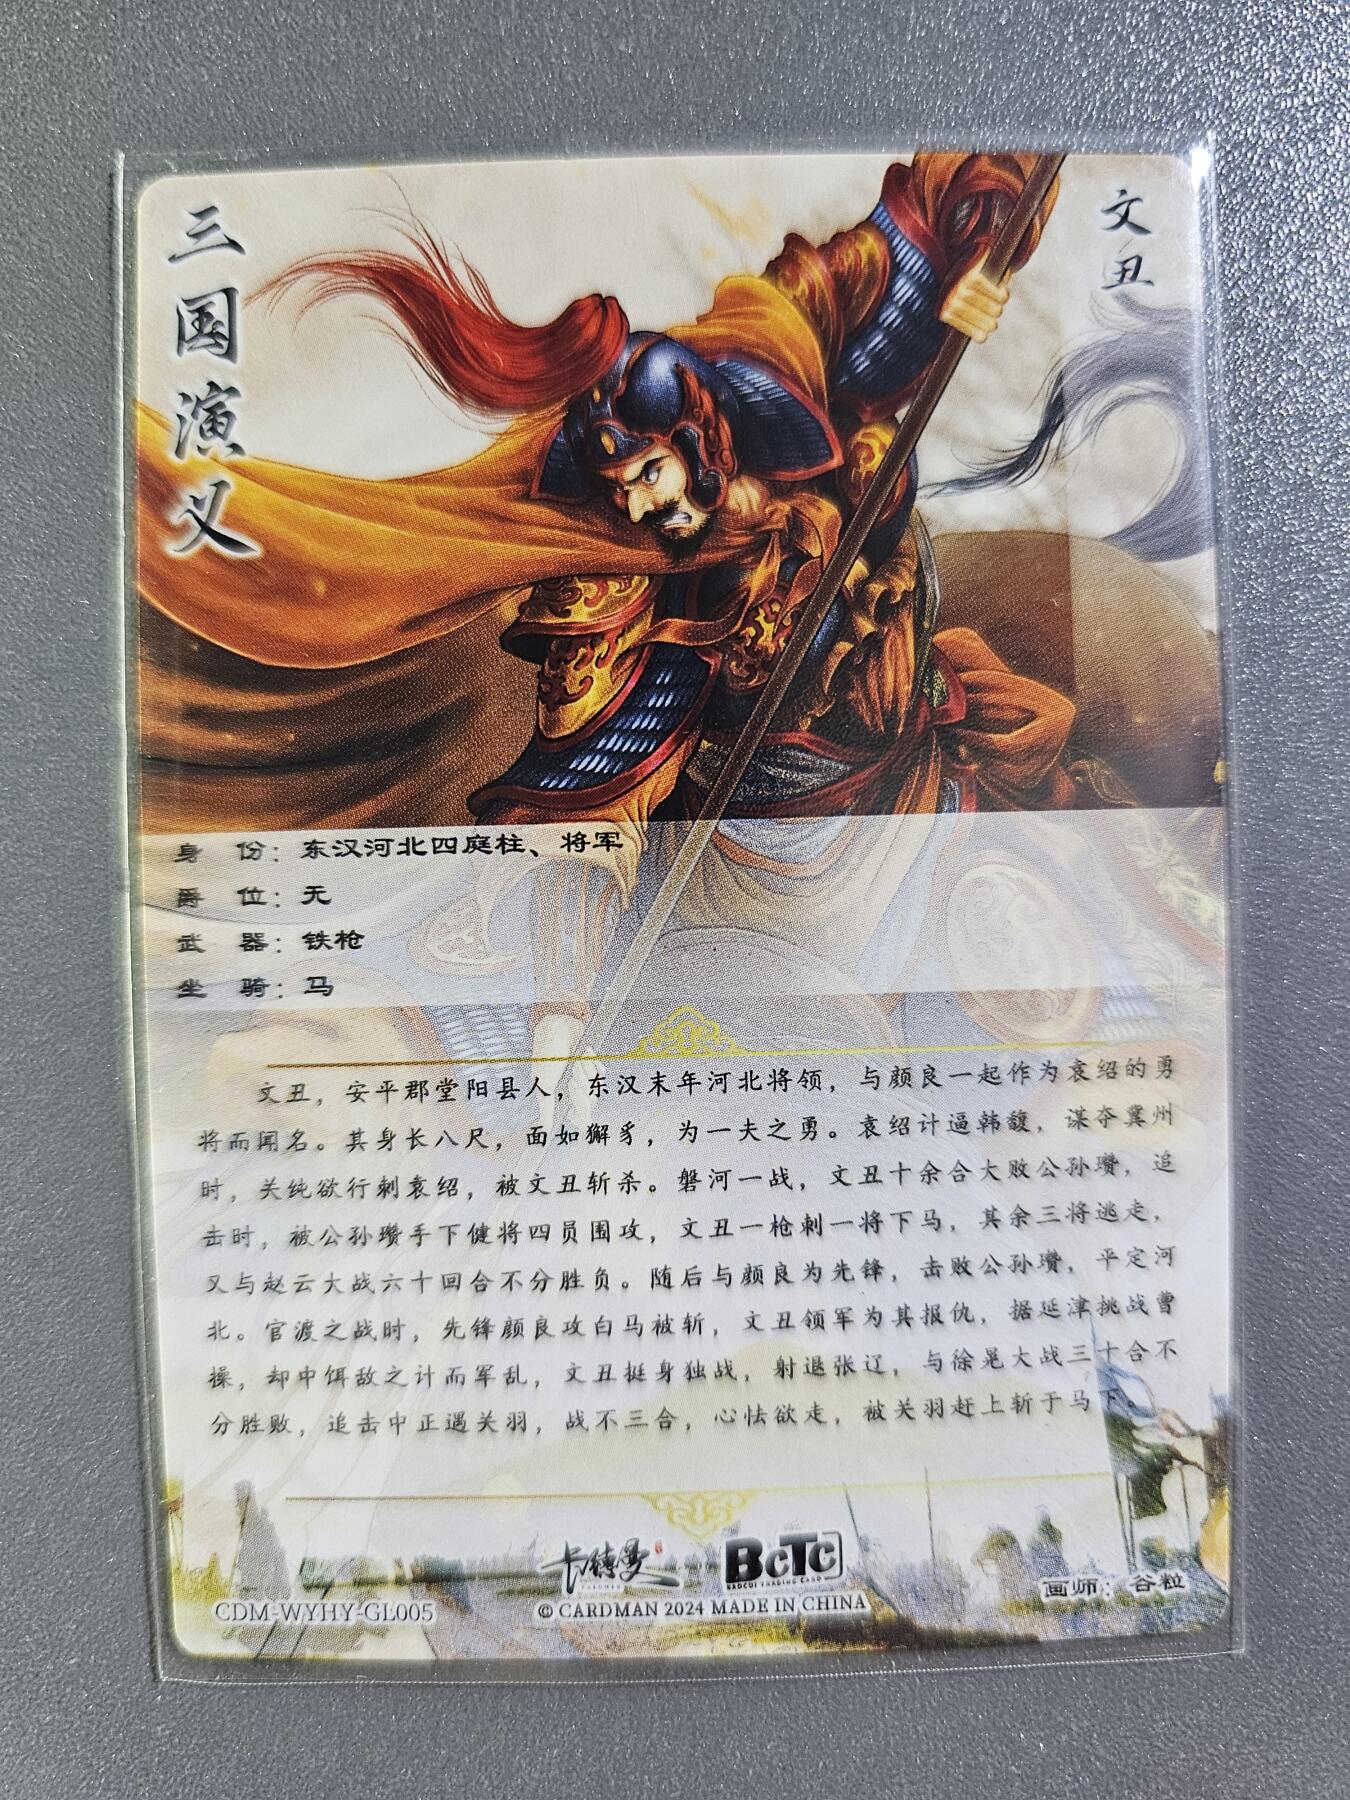 三国演义
文丑
身 份：东汉河北四庭柱、将军
爵 位：无
武 器：铁枪
坐 骑：马
文丑，安平郡堂阳县人，东汉末年河北将领，与颜良一起作为袁绍的勇
将而闻名。其身长八尺，面如獬豸，为一夫之勇。袁绍计逼韩馥，谋夺冀州
时，关纯欲行刺袁绍，被文丑斩杀。磐河一战，文丑十余合大败公孙瓒，追
击时，被公孙瓒手下健将四员围攻，文丑一枪刺一将下马，其余三将逃走，
又与赵云大战六十回合不分胜负。随后与颜良为先锋，击败公孙瓒，平定河
北。官渡之战时，先锋颜良攻白马被斩，文丑领军为其报仇，据延津挑战曹
操，却中饵敌之计而军乱，文丑挺身独战，射退张辽，与徐晃大战三十合不
分胜败，追击中正遇关羽，战不三合，心怯欲走，被关羽赶上斩于马下。
卡德曼
CARDMAN
BCTC
BAOCUI TRADING CARD
CDM-WYHY-GL005
© CARDMAN 2024 MADE IN CHINA
画师：谷粒